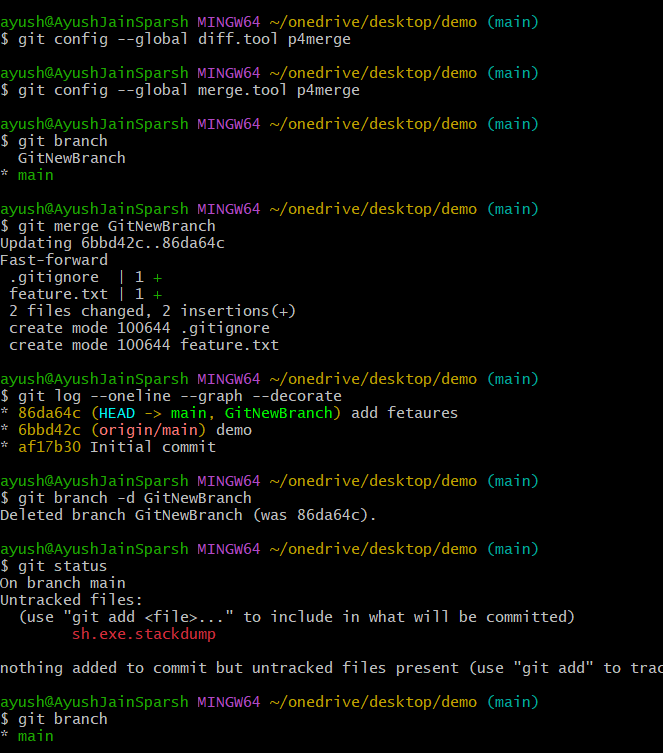 ayush@AyushJainSparsh MINGW64 ~/onedrive/desktop/demo (main)
$ git config --global diff.tool p4merge
ayush@AyushJainSparsh MINGW64 ~/onedrive/desktop/demo (main)
$ git config --global merge.tool p4merge
ayush@AyushJainSparsh MINGW64 ~/onedrive/desktop/demo (main)
$ git branch
  GitNewBranch
* main
ayush@AyushJainSparsh MINGW64 ~/onedrive/desktop/demo (main)
$ git merge GitNewBranch
Updating 6bbd42c..86da64c
Fast-forward
 .gitignore  | 1 +
 feature.txt | 1 +
 2 files changed, 2 insertions(+)
 create mode 100644 .gitignore
 create mode 100644 feature.txt
ayush@AyushJainSparsh MINGW64 ~/onedrive/desktop/demo (main)
$ git log --oneline --graph --decorate
* 86da64c (HEAD -> main, GitNewBranch) add fetaures
* 6bbd42c (origin/main) demo
* af17b30 Initial commit
ayush@AyushJainSparsh MINGW64 ~/onedrive/desktop/demo (main)
$ git branch -d GitNewBranch
Deleted branch GitNewBranch (was 86da64c).
ayush@AyushJainSparsh MINGW64 ~/onedrive/desktop/demo (main)
$ git status
On branch main
Untracked files:
  (use "git add <file>..." to include in what will be committed)
        sh.exe.stackdump
nothing added to commit but untracked files present (use "git add" to trac
ayush@AyushJainSparsh MINGW64 ~/onedrive/desktop/demo (main)
$ git branch
* main